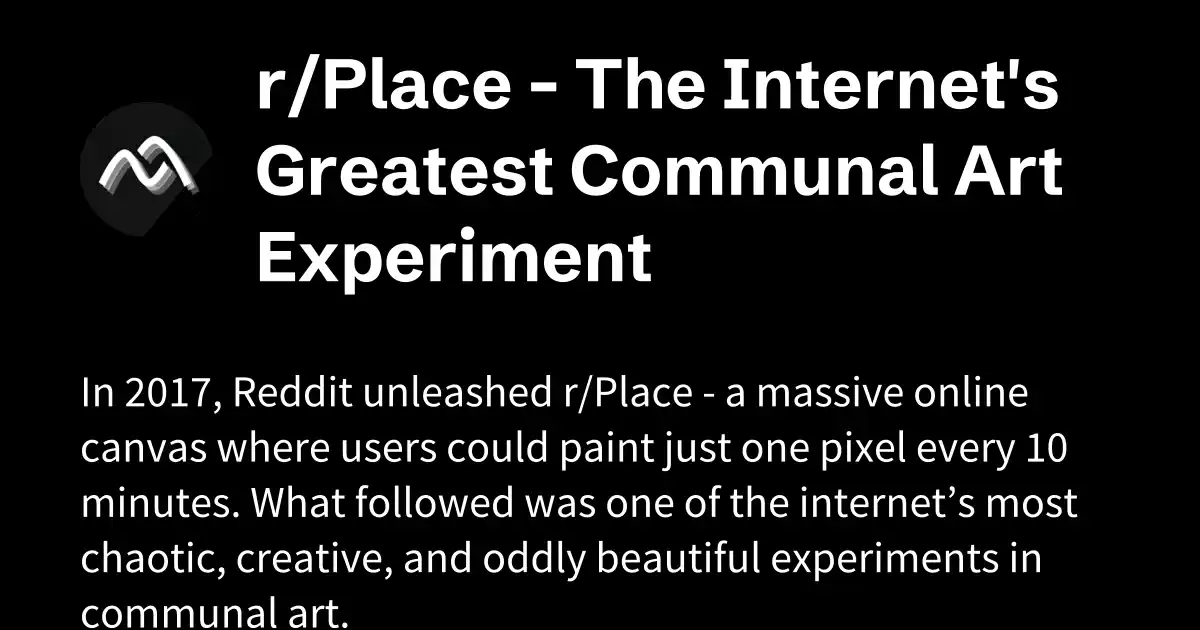 r/Place - The Internet's
Greatest Communal Art
Experiment
In 2017, Reddit unleashed r/Place - a massive online
canvas where users could paint just one pixel every 10
minutes. What followed was one of the internet’s most
chaotic, creative, and oddly beautiful experiments in
communal art.